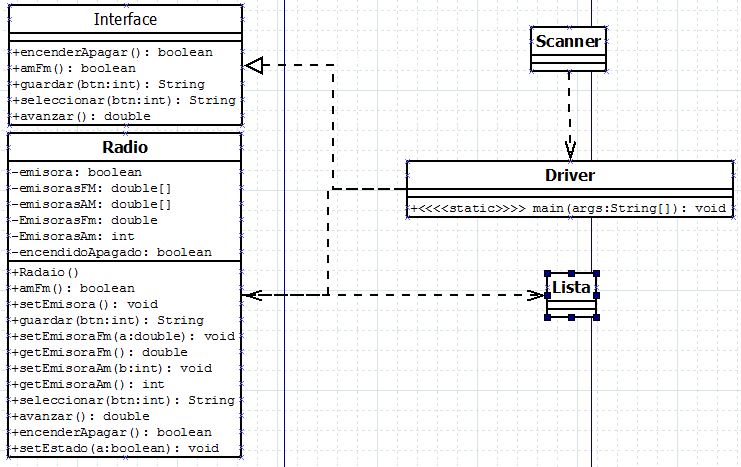 Interface
+encenderApagar(): boolean
+amFm(): boolean
+guardar(btn:int): String
+seleccionar(btn:int): String
+avanzar(): double
Radio
-emisora: boolean
-emisorasFM: double[]
-emisorasAM: double[]
-EmisorasFm: double
-EmisorasAm: int
-encendidoApagado: boolean
+Radaio()
+amFm(): boolean
+setEmisora(): void
+guardar(btn:int): String
+setEmisoraFm(a:double): void
+getEmisoraFm(): double
+setEmisoraAm(b:int): void
+getEmisoraAm(): int
+seleccionar(btn:int): String
+avanzar(): double
+encenderApagar(): boolean
+setEstado(a:boolean): void
Scanner
Driver
+<<<<static>>>> main(args:String[]): void
Lista